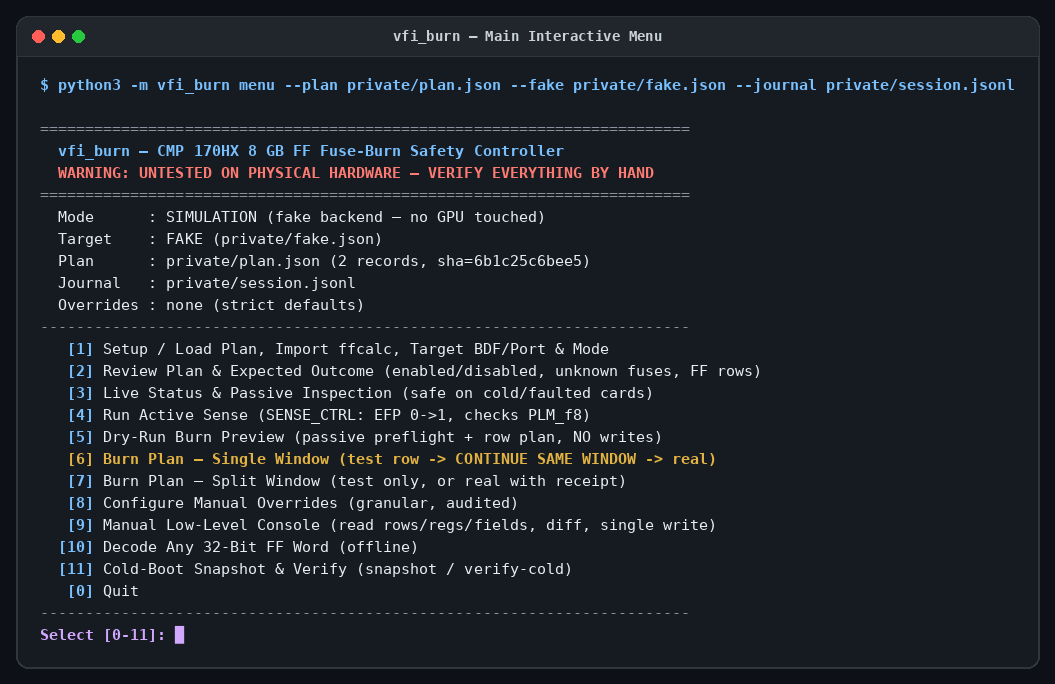 vfi_burn — Main Interactive Menu
$ python3 -m vfi_burn menu --plan private/plan.json --fake private/fake.json --journal private/session.jsonl
========================================================================
vfi_burn — CMP 170HX 8 GB FF Fuse-Burn Safety Controller
WARNING: UNTESTED ON PHYSICAL HARDWARE — VERIFY EVERYTHING BY HAND
========================================================================
Mode      : SIMULATION (fake backend — no GPU touched)
Target    : FAKE (private/fake.json)
Plan      : private/plan.json (2 records, sha=6b1c25c6bee5)
Journal   : private/session.jsonl
Overrides : none (strict defaults)
------------------------------------------------------------------------
[1] Setup / Load Plan, Import ffcalc, Target BDF/Port & Mode
[2] Review Plan & Expected Outcome (enabled/disabled, unknown fuses, FF rows)
[3] Live Status & Passive Inspection (safe on cold/faulted cards)
[4] Run Active Sense (SENSE_CTRL: EFP 0->1, checks PLM_f8)
[5] Dry-Run Burn Preview (passive preflight + row plan, NO writes)
[6] Burn Plan — Single Window (test row -> CONTINUE SAME WINDOW -> real)
[7] Burn Plan — Split Window (test only, or real with receipt)
[8] Configure Manual Overrides (granular, audited)
[9] Manual Low-Level Console (read rows/regs/fields, diff, single write)
[10] Decode Any 32-Bit FF Word (offline)
[11] Cold-Boot Snapshot & Verify (snapshot / verify-cold)
[0] Quit
------------------------------------------------------------------------
Select [0-11]: